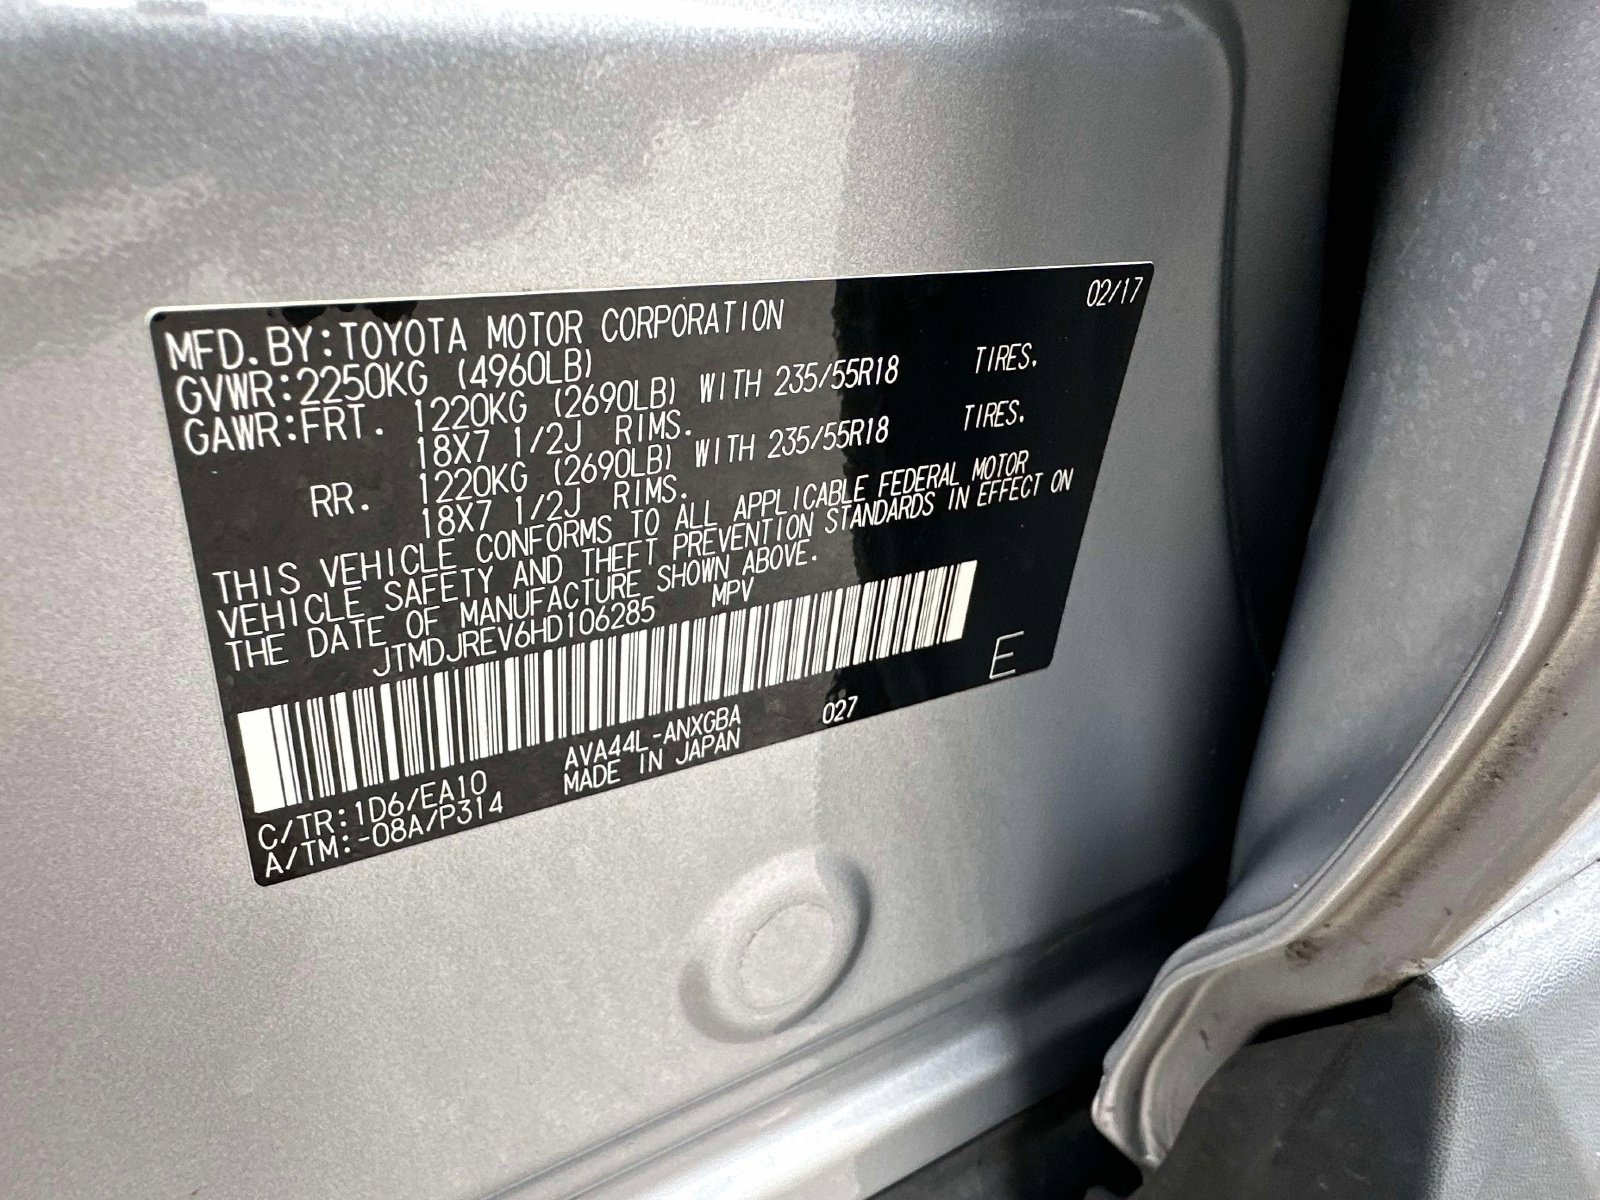 02/17
MFD.BY:TOYOTA MOTOR CORPORATION
GVWR:2250KG (4960LB)
GAWR:FRT. 1220KG (2690LB) WITH 235/55R18 TIRES.
18X7 1/2J RIMS.
RR. 1220KG (2690LB) WITH 235/55R18 TIRES.
18X7 1/2J RIMS.
THIS VEHICLE CONFORMS TO ALL APPLICABLE FEDERAL MOTOR
VEHICLE SAFETY AND THEFT PREVENTION STANDARDS IN EFFECT ON
THE DATE OF MANUFACTURE SHOWN ABOVE.
JTMDJREV6HD106285 MPV
E
AVA44L-ANXGBA 027
MADE IN JAPAN
C/TR:1D6/EA10
A/TM:-08A/P314